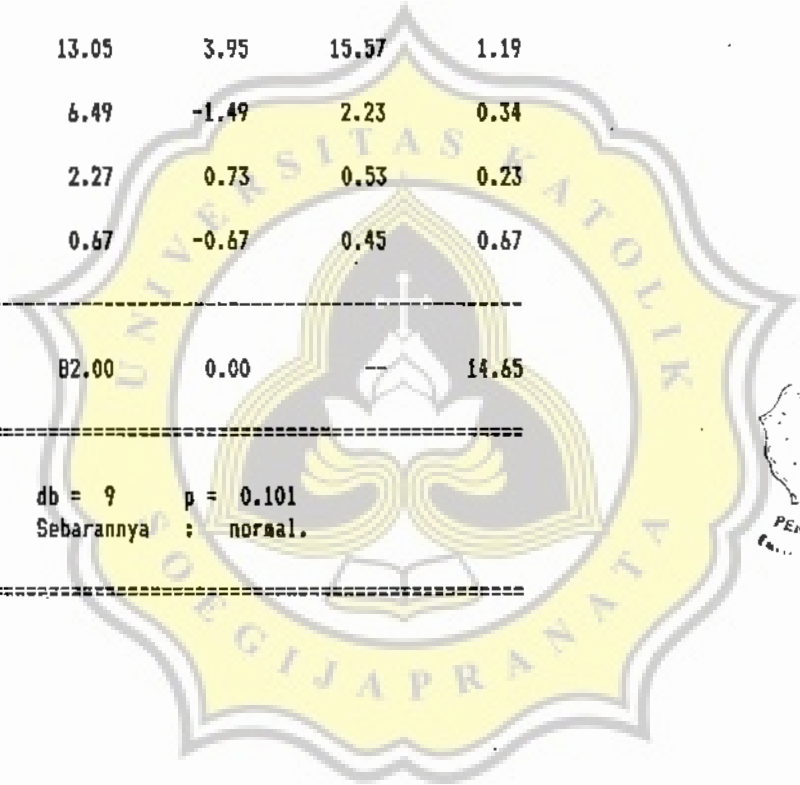 13.05 3.95 15.57 1.19
6.49 -1.49 2.23 0.34
2.27 0.73 0.53 0.23
0.67 -0.67 0.45 0.67
82.00 0.00 -- 14.65
db = 9 p = 0.101
Sebarannya : normal.
UNIVERSITAS KATOLIK
SOEGIJAPRANATA